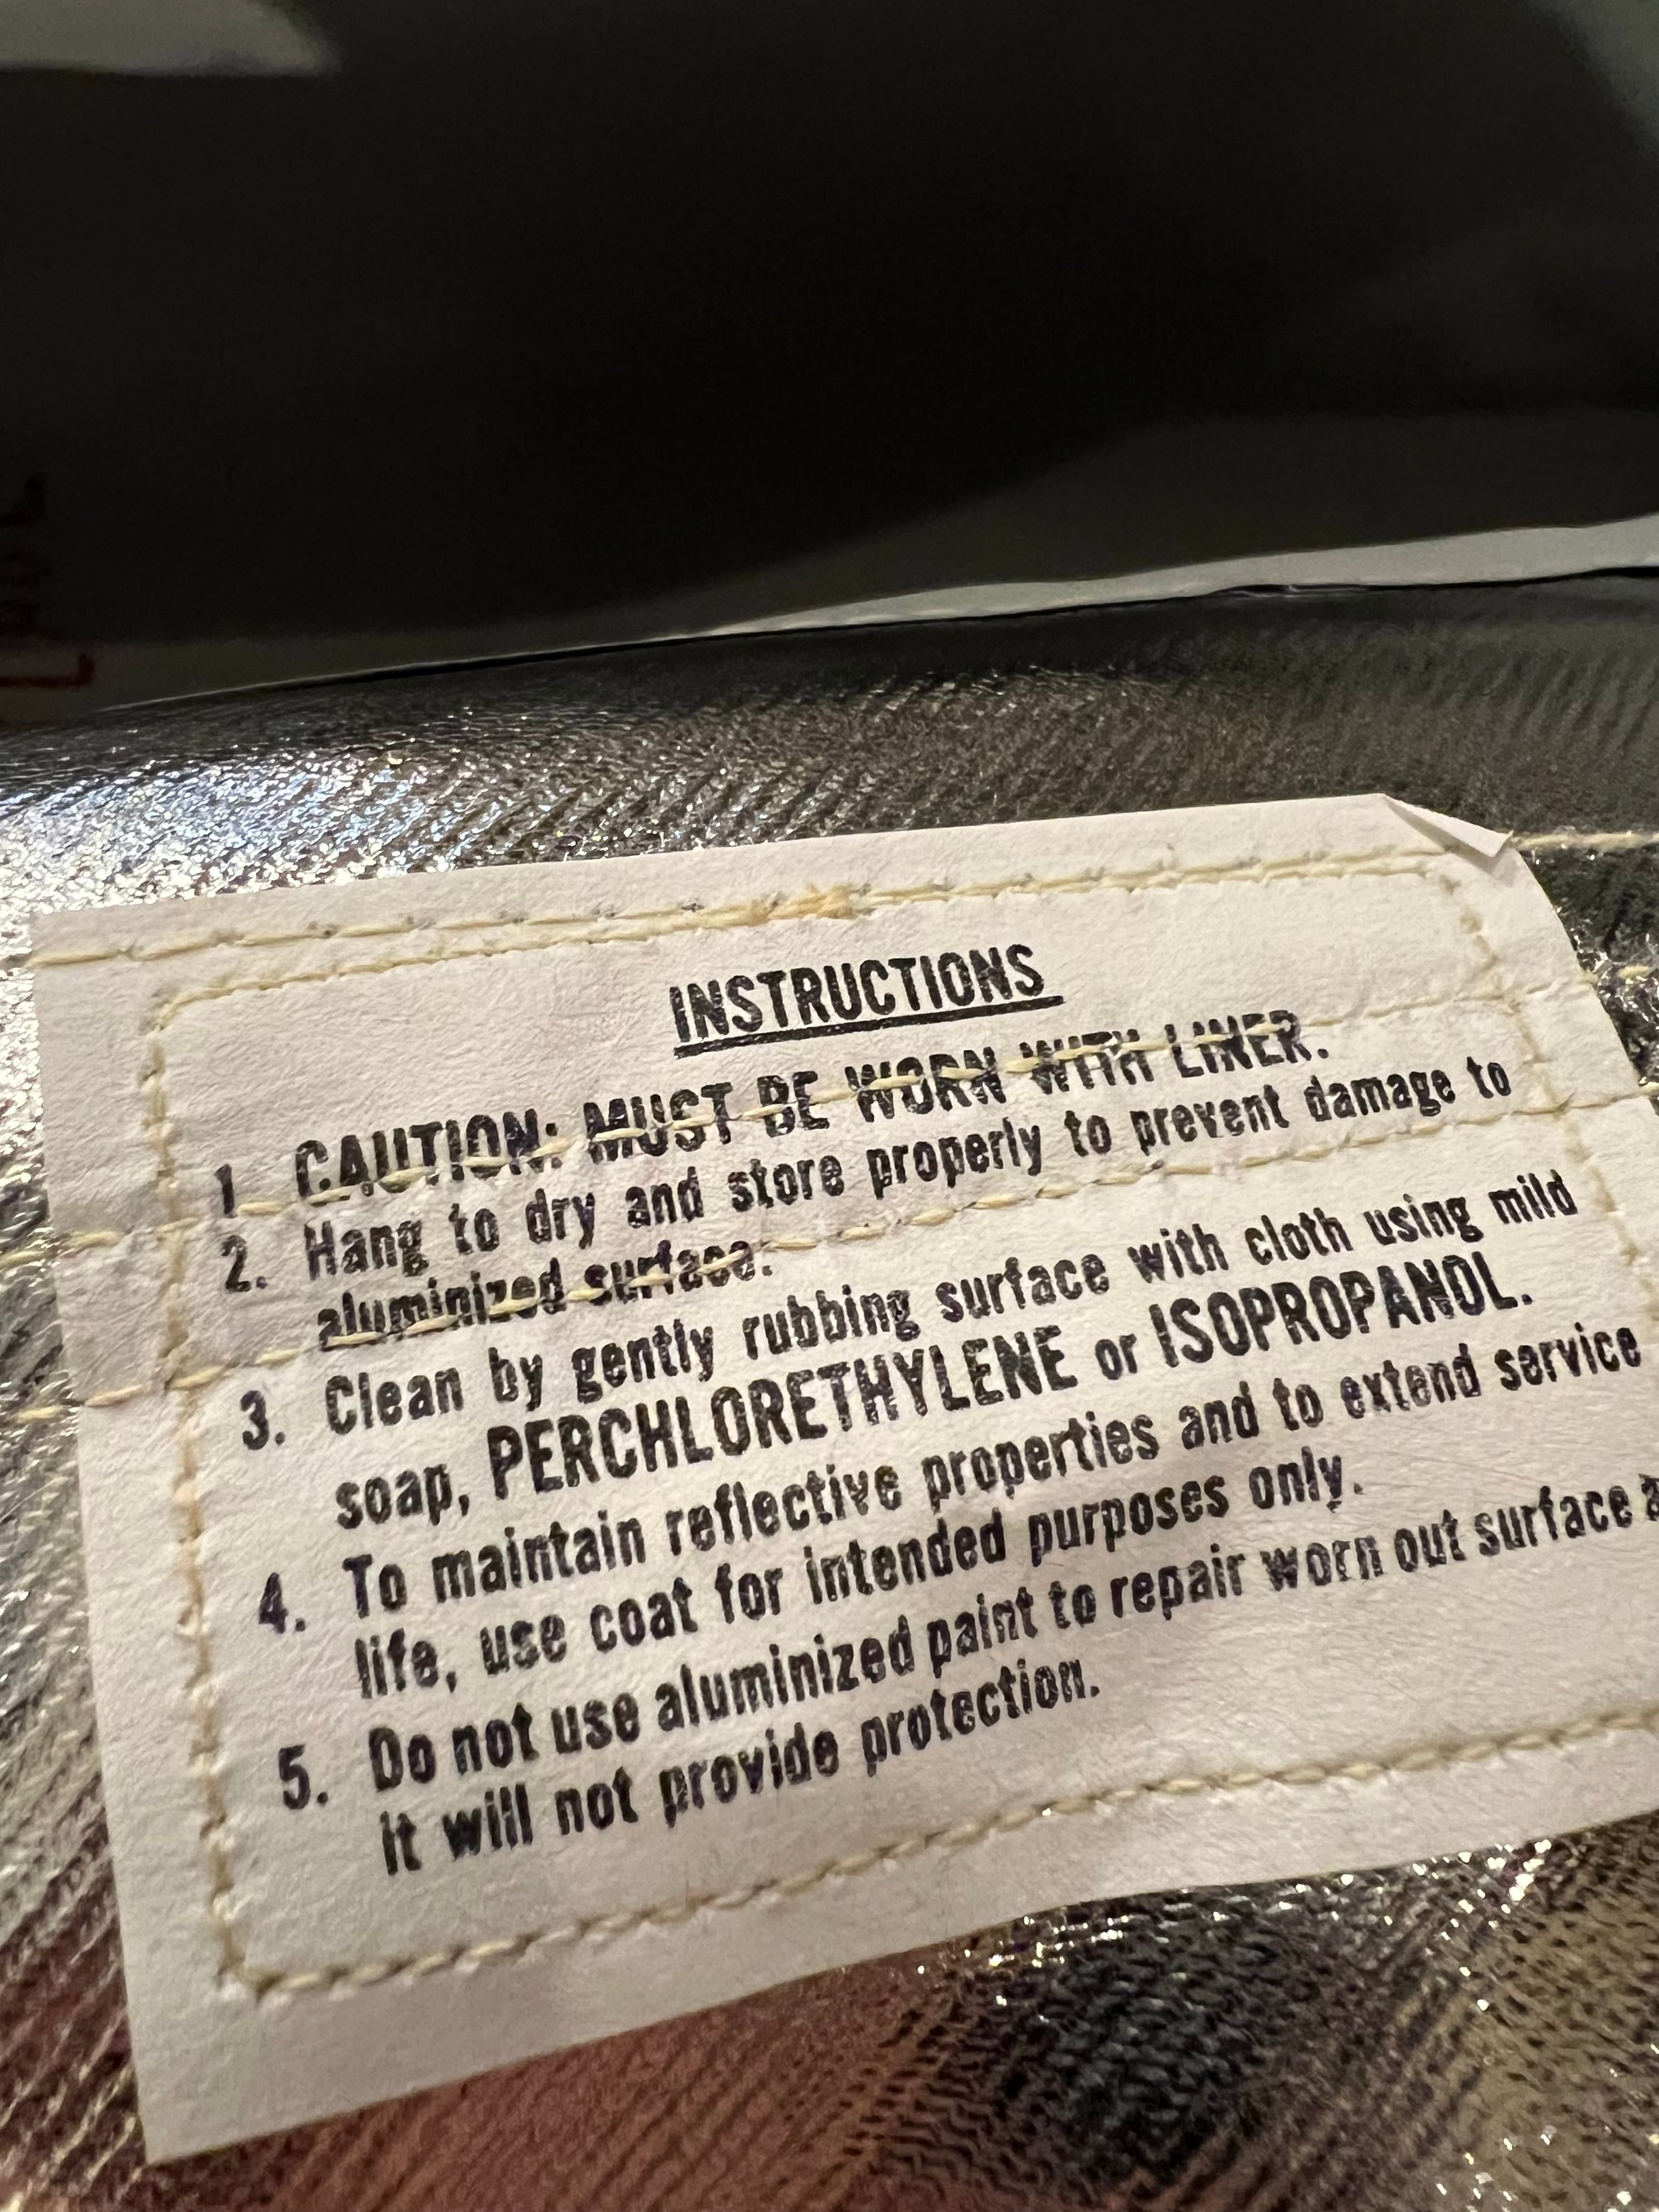 INSTRUCTIONS
1. CAUTION: MUST BE WORN WITH LINER.
2. Hang to dry and store properly to prevent damage to
aluminized surface.
3. Clean by gently rubbing surface with cloth using mild
soap, PERCHLORETHYLENE or ISOPROPANOL.
4. To maintain reflective properties and to extend service
life, use coat for intended purposes only.
5. Do not use aluminized paint to repair worn out surface
it will not provide protection.